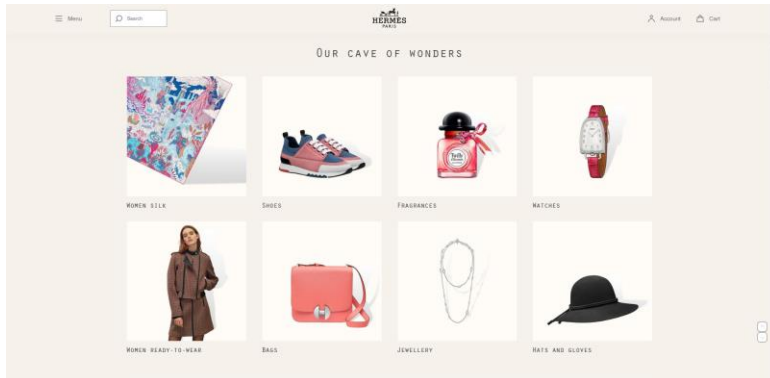 Menu
Search
HERMÈS
PARIS
Account
Cart
Our cave of wonders
Women silk
Shoes
Fragrances
Watches
Women ready-to-wear
Bags
Jewellery
Hats and gloves